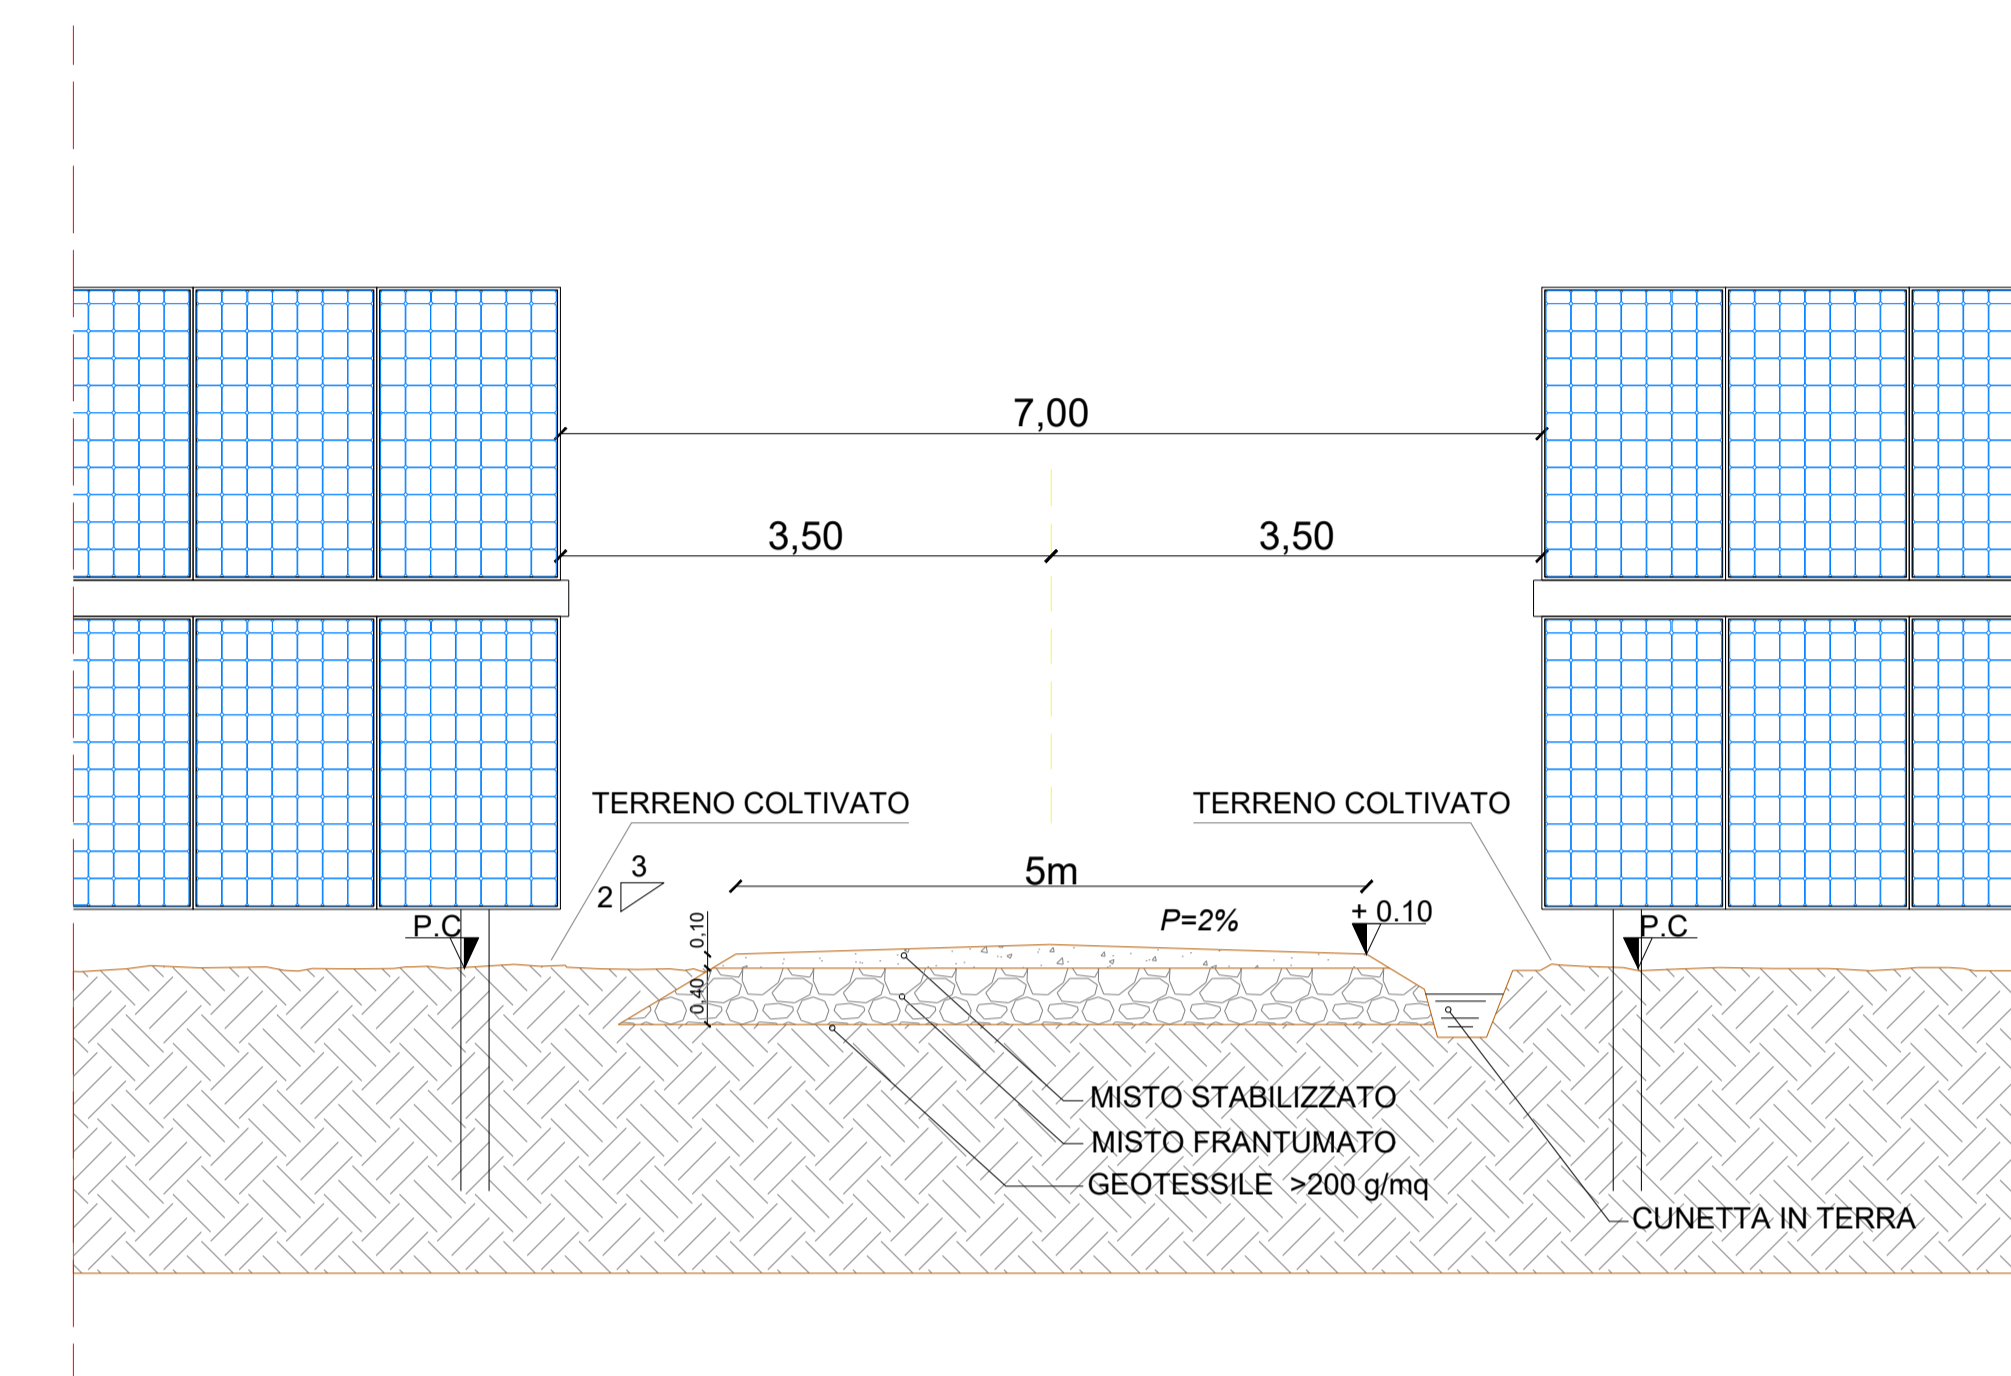 7,00
3,50
3,50
TERRENO COLTIVATO
TERRENO COLTIVATO
3
2
5m
P.C
0,10
P=2%
+ 0.10
P.C
0,40
MISTO STABILIZZATO
MISTO FRANTUMATO
GEOTESSILE >200 g/mq
CUNETTA IN TERRA